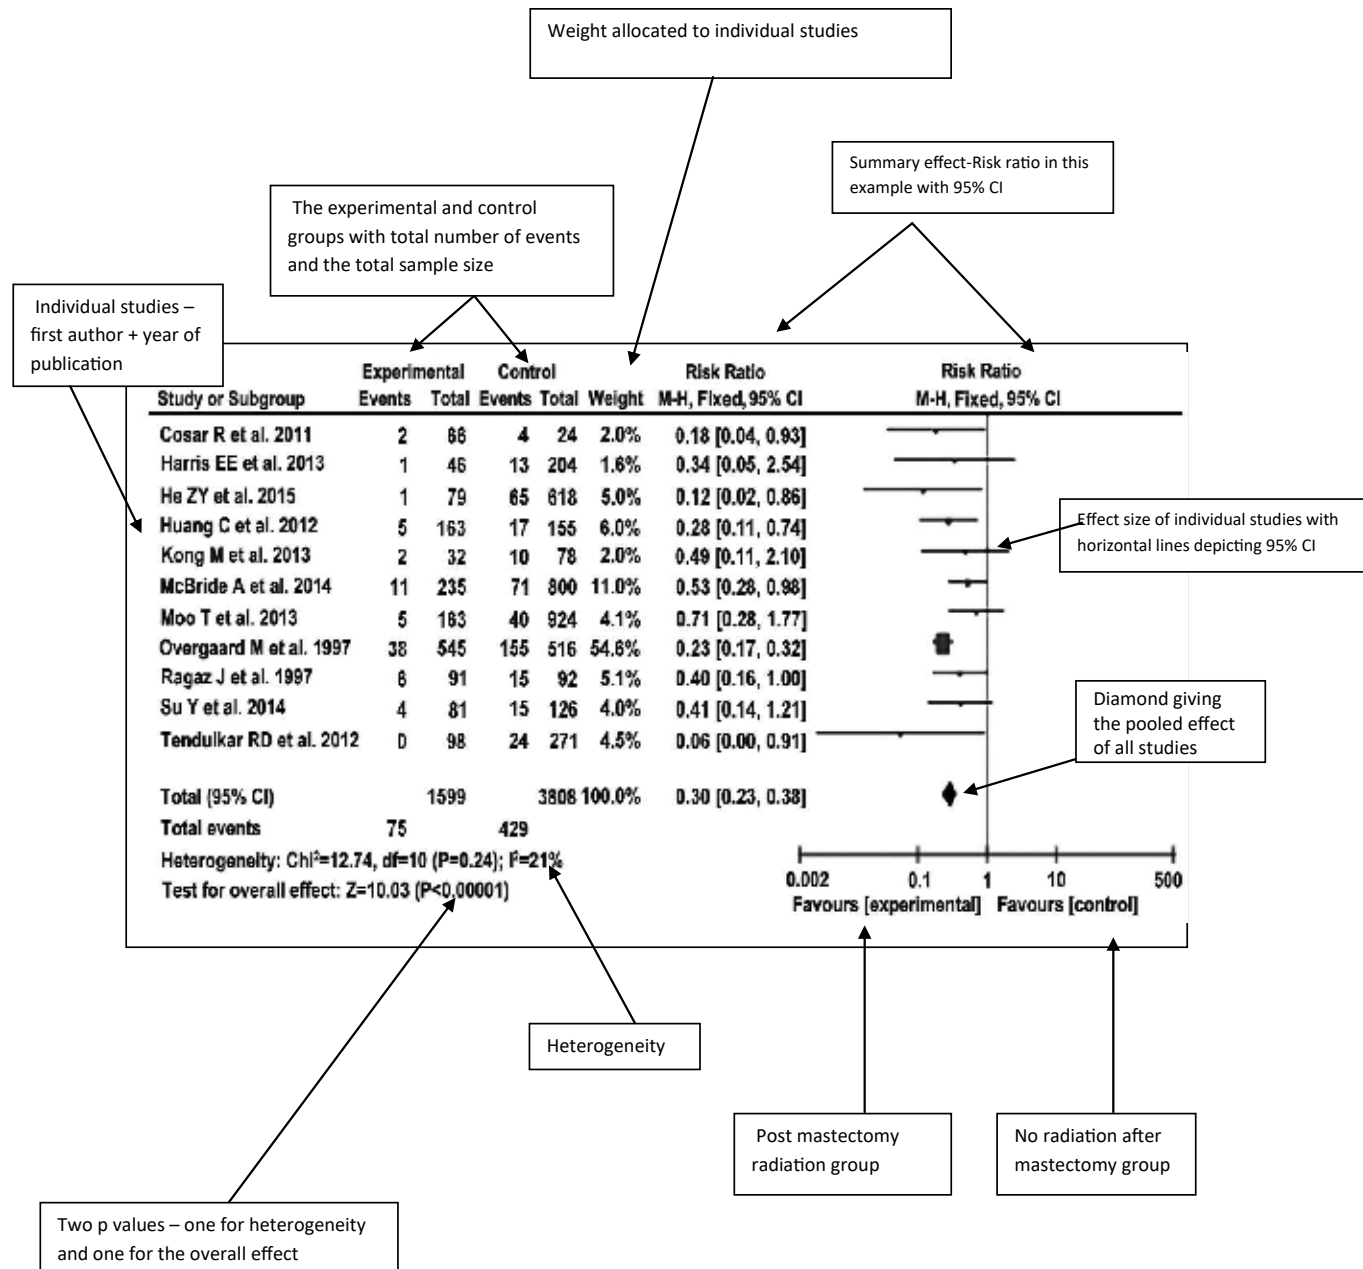 Weight allocated to individual studies
Summary effect-Risk ratio in this
example with 95% CI
The experimental and control
groups with total number of events
and the total sample size
Individual studies –
first author + year of
publication
Experimental Control Risk Ratio Risk Ratio
Study or Subgroup Events Total Events Total Weight M-H, Fixed, 95% CI M-H, Fixed, 95% CI
Cosar R et al. 2011 2 66 4 24 2.0% 0.18 [0.04, 0.93]
Harris EE et al. 2013 1 46 13 204 1.6% 0.34 [0.05, 2.54]
He ZY et al. 2015 1 79 65 618 5.0% 0.12 [0.02, 0.86]
Huang C et al. 2012 5 163 17 155 6.0% 0.28 [0.11, 0.74]
Kong M et al. 2013 2 32 10 78 2.0% 0.49 [0.11, 2.10]
McBride A et al. 2014 11 235 71 800 11.0% 0.53 [0.28, 0.98]
Moo T et al. 2013 5 163 40 924 4.1% 0.71 [0.28, 1.77]
Overgaard M et al. 1997 38 545 155 516 54.6% 0.23 [0.17, 0.32]
Ragaz J et al. 1997 6 91 15 92 5.1% 0.40 [0.16, 1.00]
Su Y et al. 2014 4 81 15 126 4.0% 0.41 [0.14, 1.21]
Tendulkar RD et al. 2012 0 98 24 271 4.5% 0.06 [0.00, 0.91]
Effect size of individual studies with
horizontal lines depicting 95% CI
Diamond giving
the pooled effect
of all studies
Total (95% CI) 1599 3808 100.0% 0.30 [0.23, 0.38]
Total events 75 429
Heterogeneity: Chi²=12.74, df=10 (P=0.24); I²=21%
Test for overall effect: Z=10.03 (P<0.00001)
0.002 0.1 1 10 500
Favours [experimental] Favours [control]
Heterogeneity
Post mastectomy
radiation group
No radiation after
mastectomy group
Two p values – one for heterogeneity
and one for the overall effect